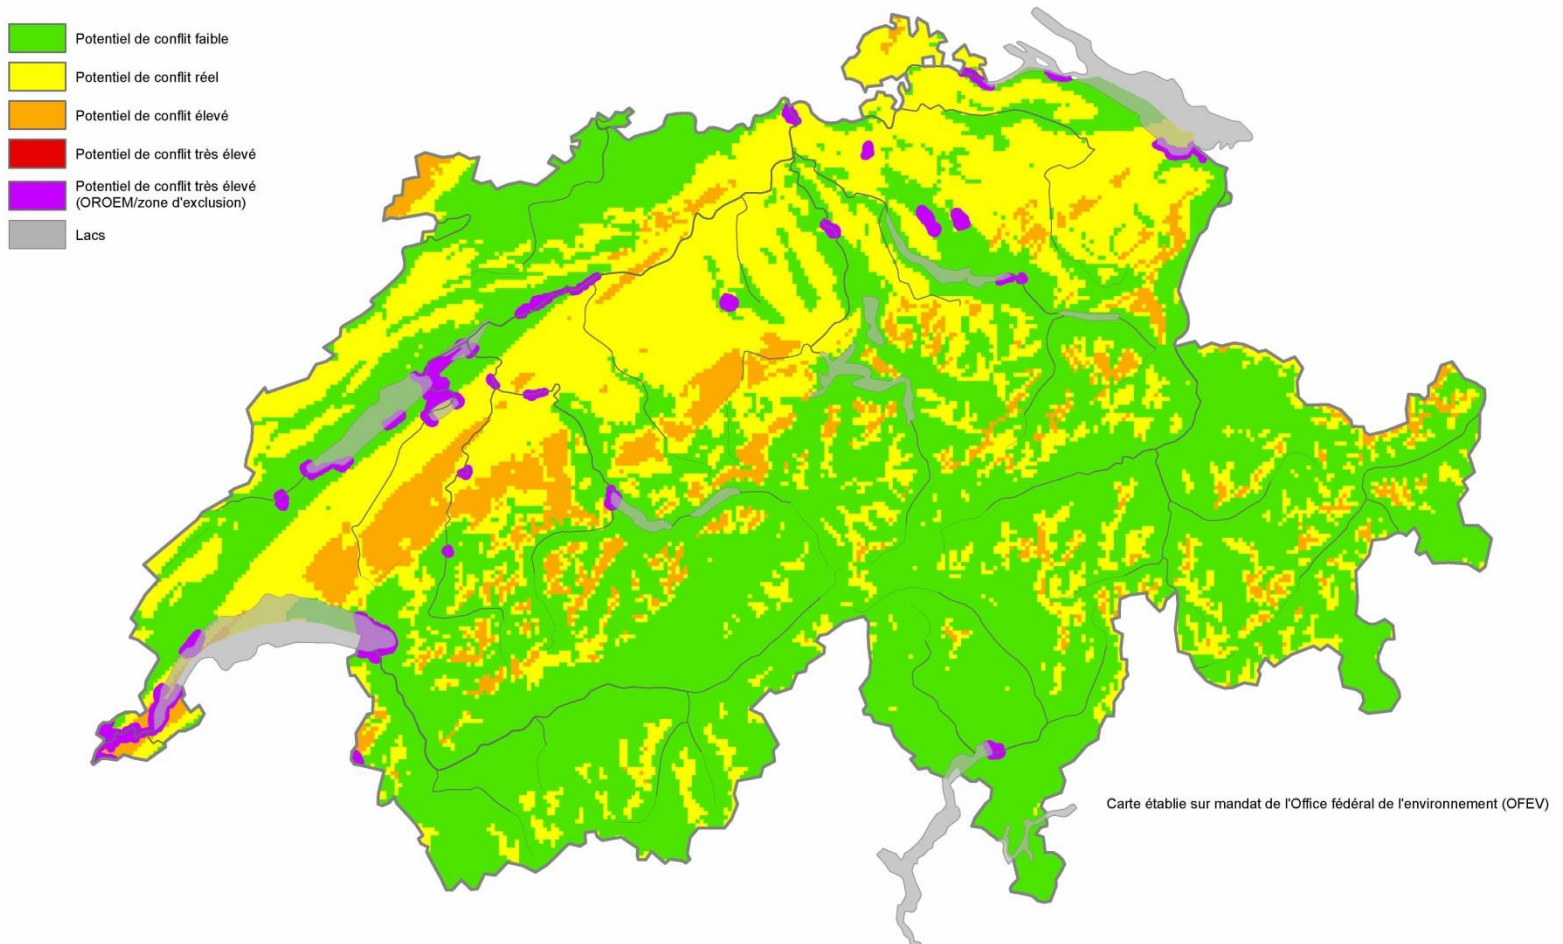 Potentiel de conflit faible
Potentiel de conflit réel
Potentiel de conflit élevé
Potentiel de conflit très élevé
Potentiel de conflit très élevé
(OROEM/zone d'exclusion)
Lacs
Carte établie sur mandat de l'Office fédéral de l'environnement (OFEV)